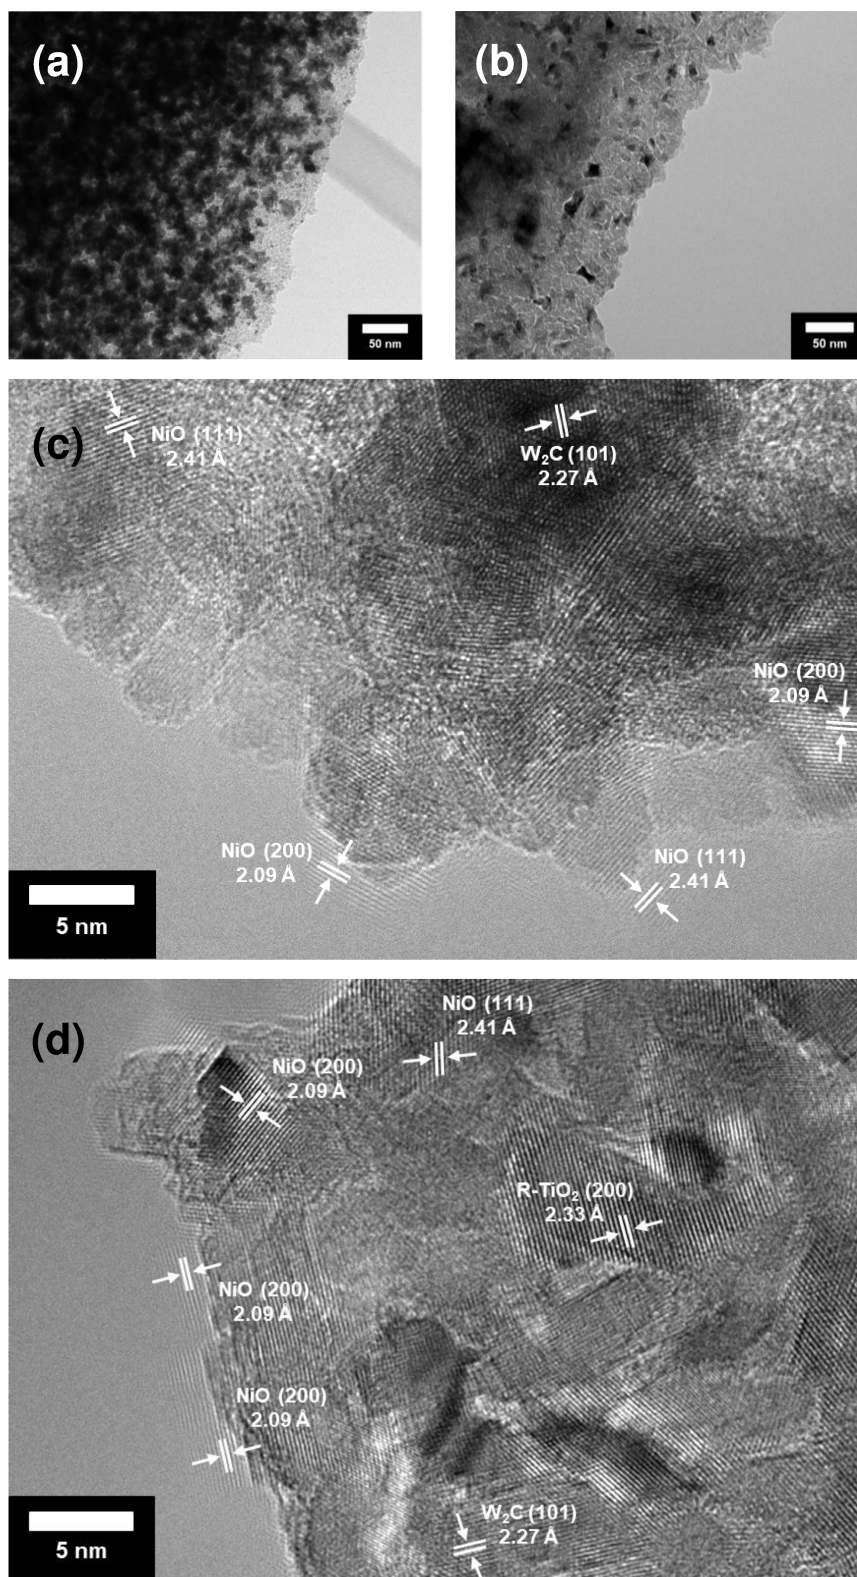 (a)
50 nm
(b)
50 nm
(c)
NiO (111)
2.41 Å
W₂C (101)
2.27 Å
NiO (200)
2.09 Å
NiO (200)
2.09 Å
NiO (111)
2.41 Å
5 nm
(d)
NiO (111)
2.41 Å
NiO (200)
2.09 Å
R-TiO₂ (200)
2.33 Å
NiO (200)
2.09 Å
NiO (200)
2.09 Å
W₂C (101)
2.27 Å
5 nm